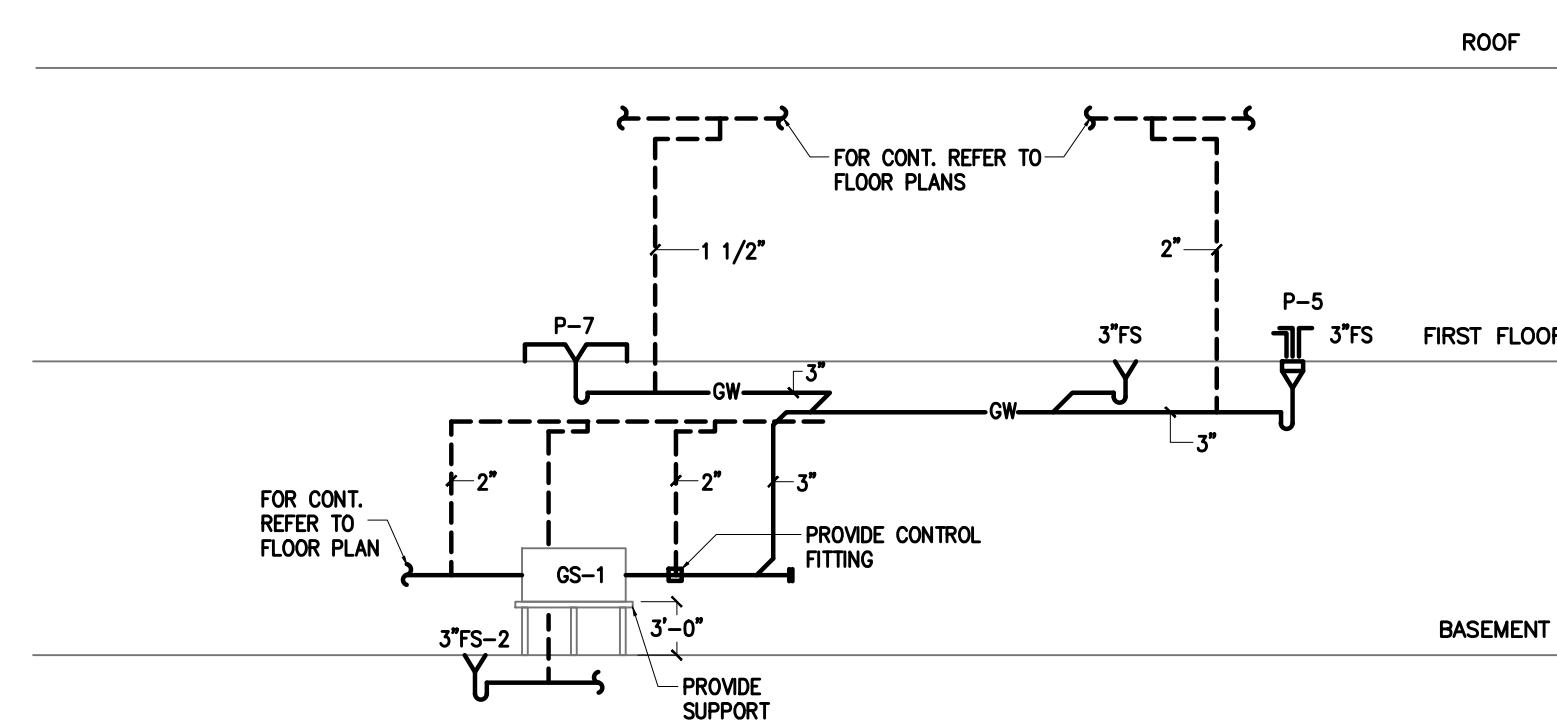 ROOF
FOR CONT. REFER TO
FLOOR PLANS
1 1/2"
2"
P-5
P-7
3"FS
3"FS
FIRST FLOOR
3"
GW
GW
3"
2"
2"
3"
FOR CONT.
REFER TO
FLOOR PLAN
PROVIDE CONTROL
FITTING
GS-1
3'-0"
3"FS-2
BASEMENT
PROVIDE
SUPPORT